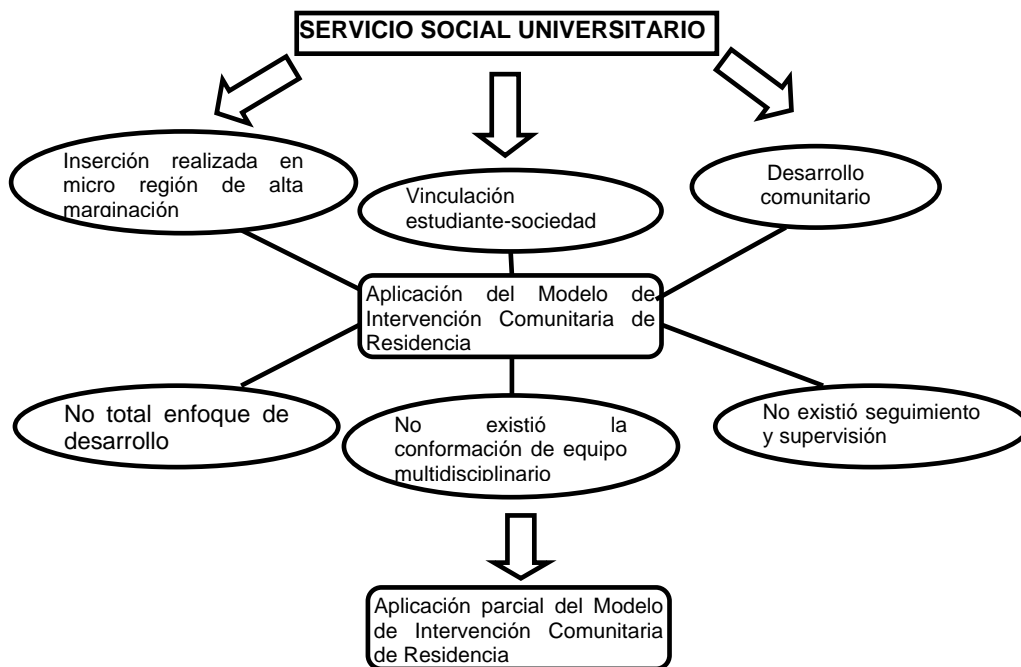 SERVICIO SOCIAL UNIVERSITARIO
Inserción realizada en
micro región de alta
marginación
Vinculación
estudiante-sociedad
Desarrollo
comunitario
Aplicación del Modelo de
Intervención Comunitaria de
Residencia
No total enfoque de
desarrollo
No existió la
conformación de equipo
multidisciplinario
No existió seguimiento
y supervisión
Aplicación parcial del Modelo
de Intervención Comunitaria
de Residencia